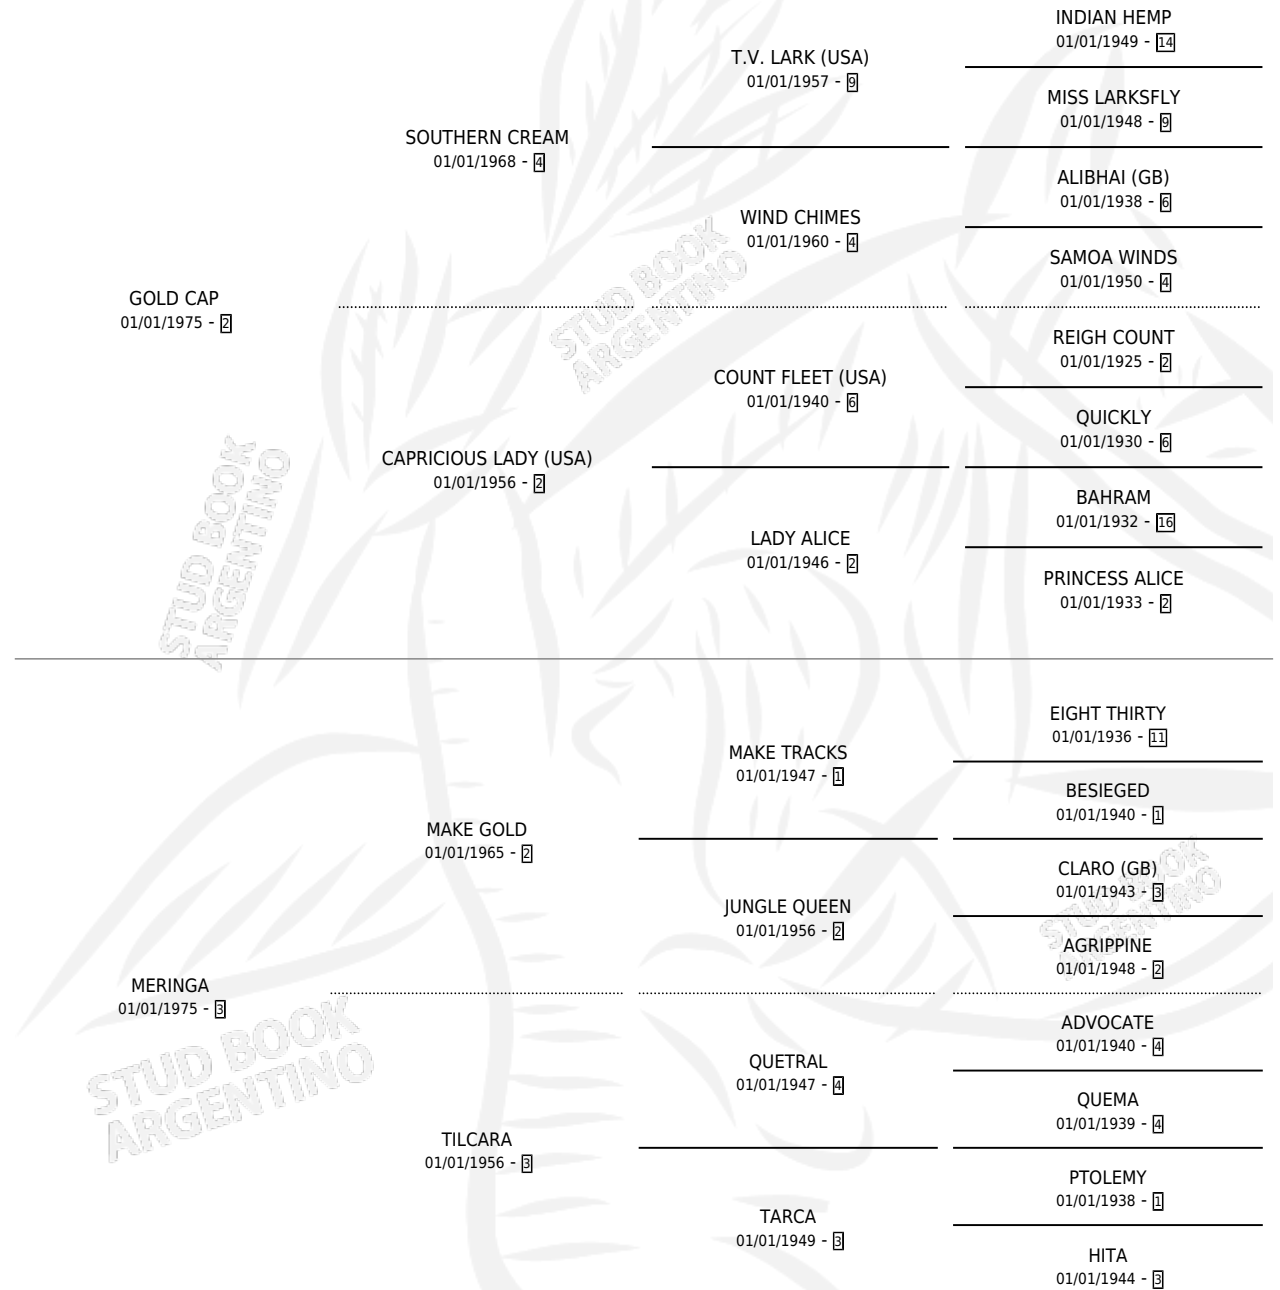 INDIAN HEMP
01/01/1949 - 14
T.V. LARK (USA)
01/01/1957 - 9
MISS LARKSFLY
01/01/1948 - 9
SOUTHERN CREAM
01/01/1968 - 4
ALIBHAI (GB)
01/01/1938 - 6
WIND CHIMES
01/01/1960 - 4
SAMOA WINDS
01/01/1950 - 4
GOLD CAP
01/01/1975 - 2
REIGH COUNT
01/01/1925 - 2
COUNT FLEET (USA)
01/01/1940 - 6
QUICKLY
01/01/1930 - 6
CAPRICIOUS LADY (USA)
01/01/1956 - 2
BAHRAM
01/01/1932 - 16
LADY ALICE
01/01/1946 - 2
PRINCESS ALICE
01/01/1933 - 2
EIGHT THIRTY
01/01/1936 - 11
MAKE TRACKS
01/01/1947 - 1
BESIEGED
01/01/1940 - 1
MAKE GOLD
01/01/1965 - 2
CLARO (GB)
01/01/1943 - 3
JUNGLE QUEEN
01/01/1956 - 2
AGRIPPINE
01/01/1948 - 2
MERINGA
01/01/1975 - 3
ADVOCATE
01/01/1940 - 4
QUETRAL
01/01/1947 - 4
QUEMA
01/01/1939 - 4
TILCARA
01/01/1956 - 3
PTOLEMY
01/01/1938 - 1
TARCA
01/01/1949 - 3
HITA
01/01/1944 - 3
STUD BOOK
ARGENTINO
STUD BOOK
ARGENTINO
STUD BOOK
ARGENTINO
STUD BOOK
ARGENTINO